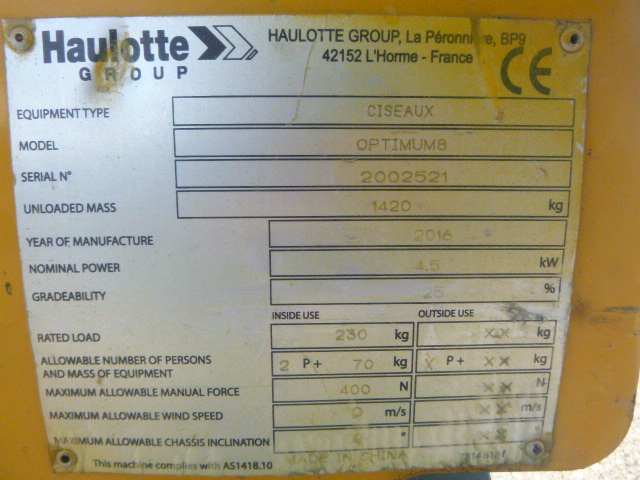 Haulotte
GROUP
HAULOTTE GROUP, La Péronnière, BP9
42152 L'Horme - France
CE
EQUIPMENT TYPE CISEAUX
MODEL OPTIMUM8
SERIAL N° 2002521
UNLOADED MASS 1420 kg
YEAR OF MANUFACTURE 2016
NOMINAL POWER 4.5 kW
GRADEABILITY 25 %
INSIDE USE OUTSIDE USE
RATED LOAD 230 kg XX kg
ALLOWABLE NUMBER OF PERSONS
AND MASS OF EQUIPMENT 2 P+ 70 kg X P+ XX kg
MAXIMUM ALLOWABLE MANUAL FORCE 400 N XX N
MAXIMUM ALLOWABLE WIND SPEED 0 m/s XX m/s
MAXIMUM ALLOWABLE CHASSIS INCLINATION ° XX °
This machine complies with AS1418.10 MADE IN CHINA